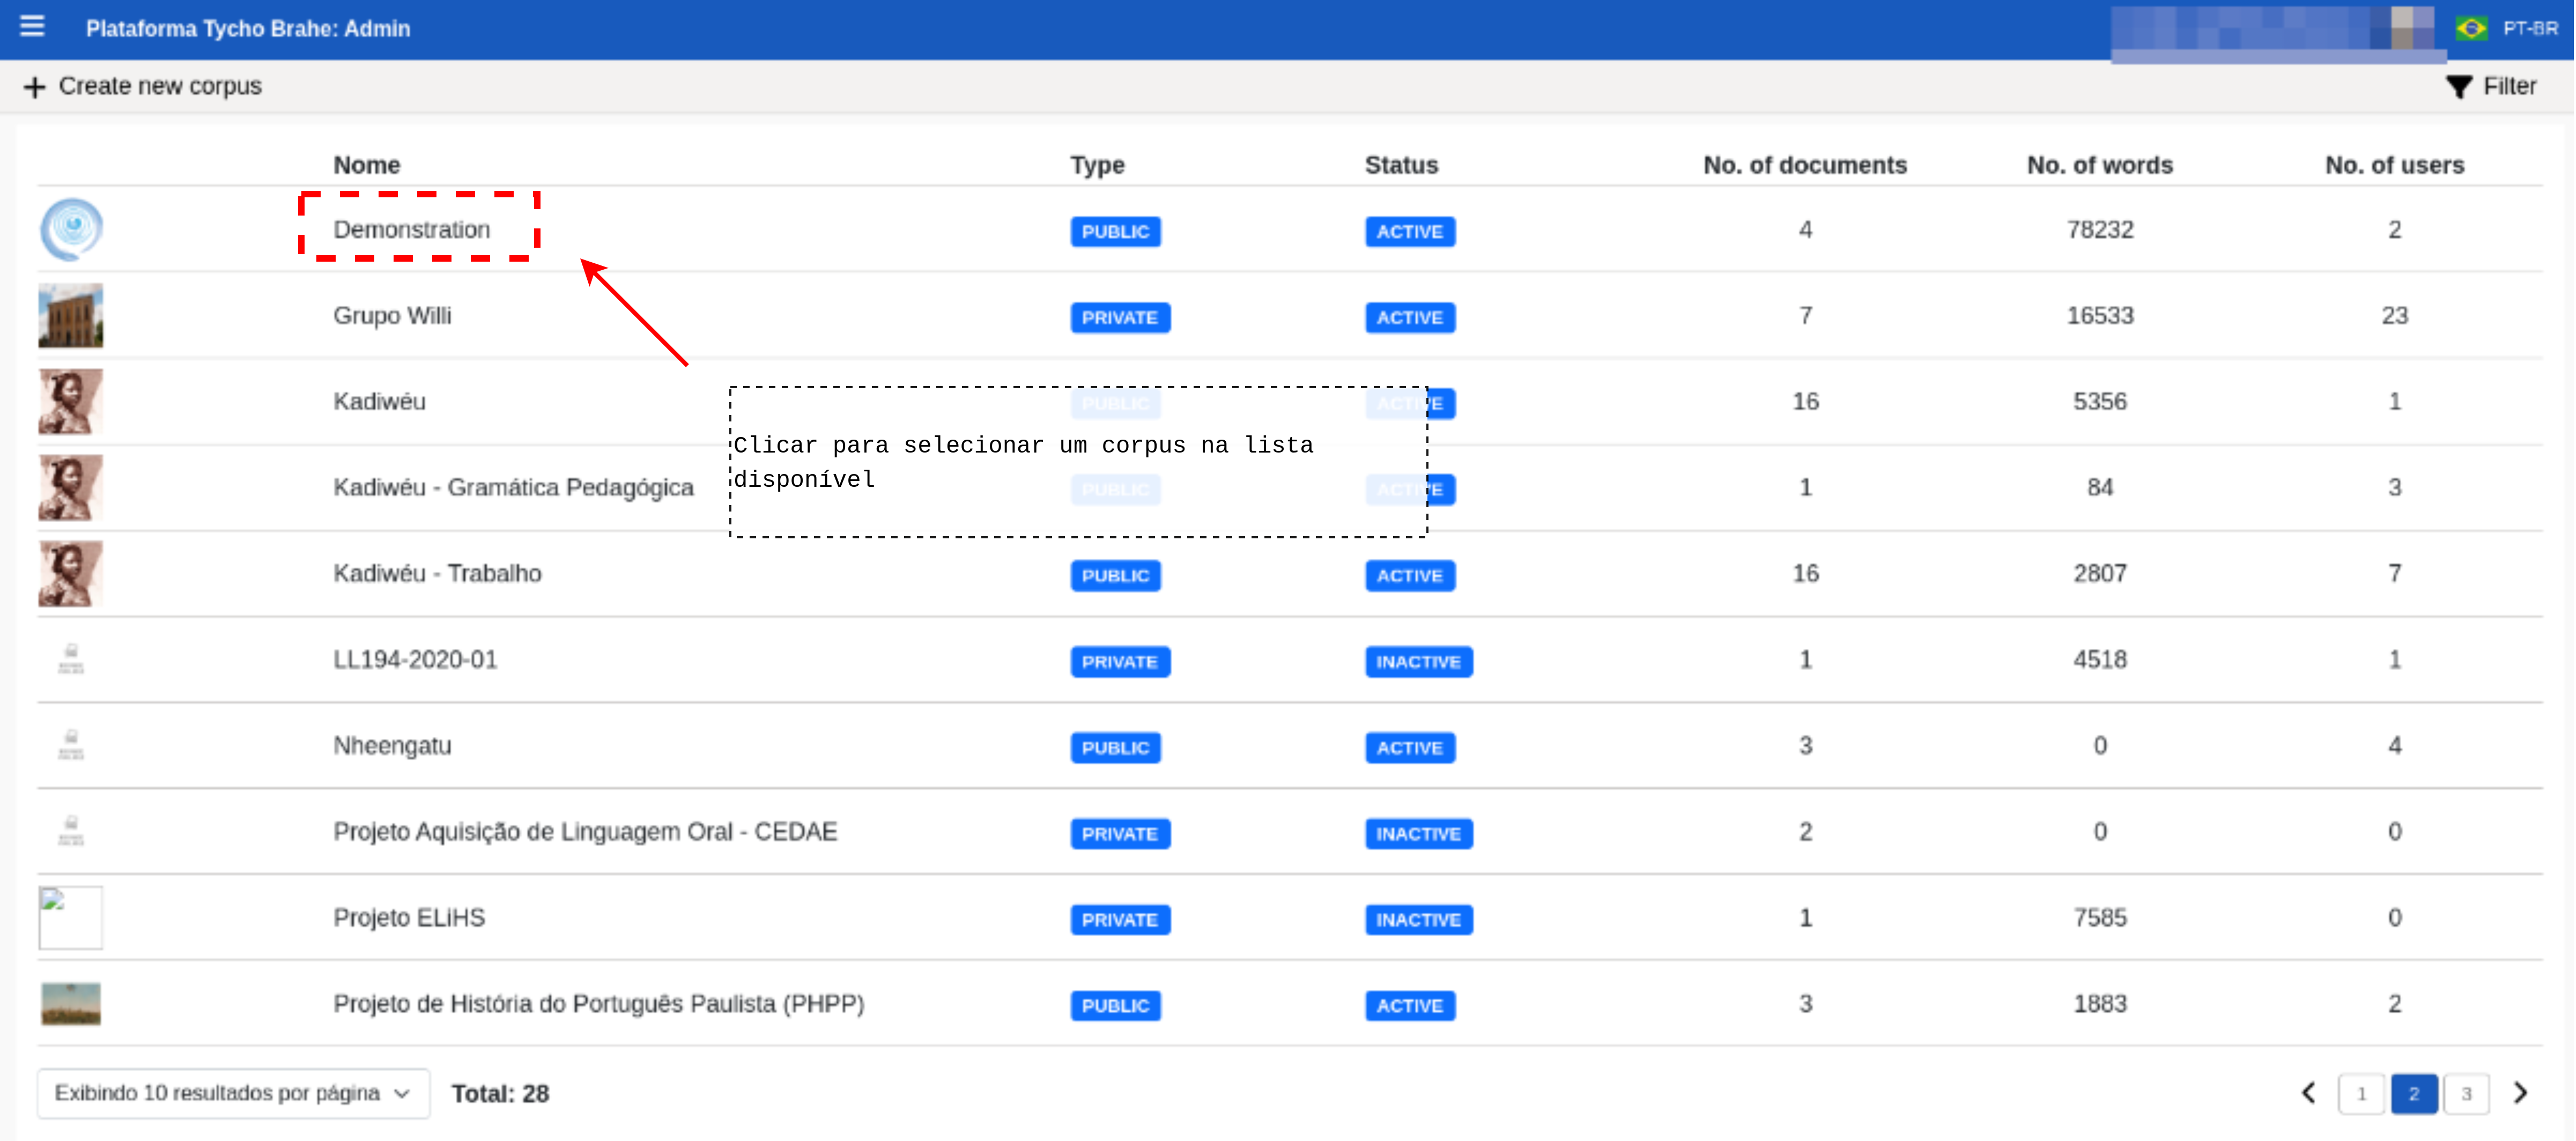 Plataforma Tycho Brahe: Admin PT-BR
Create new corpus Filter
Nome Type Status No. of documents No. of words No. of users
Demonstration PUBLIC ACTIVE 4 78232 2
Grupo Willi PRIVATE ACTIVE 7 16533 23
Kadiwéu PUBLIC ACTIVE 16 5356 1
Clicar para selecionar um corpus na lista
disponível
Kadiwéu - Gramática Pedagógica PUBLIC ACTIVE 1 84 3
Kadiwéu - Trabalho PUBLIC ACTIVE 16 2807 7
LL194-2020-01 PRIVATE INACTIVE 1 4518 1
Nheengatu PUBLIC ACTIVE 3 0 4
Projeto Aquisição de Linguagem Oral - CEDAE PRIVATE INACTIVE 2 0 0
Projeto ELiHS PRIVATE INACTIVE 1 7585 0
Projeto de História do Português Paulista (PHPP) PUBLIC ACTIVE 3 1883 2
Exibindo 10 resultados por página Total: 28 1 2 3